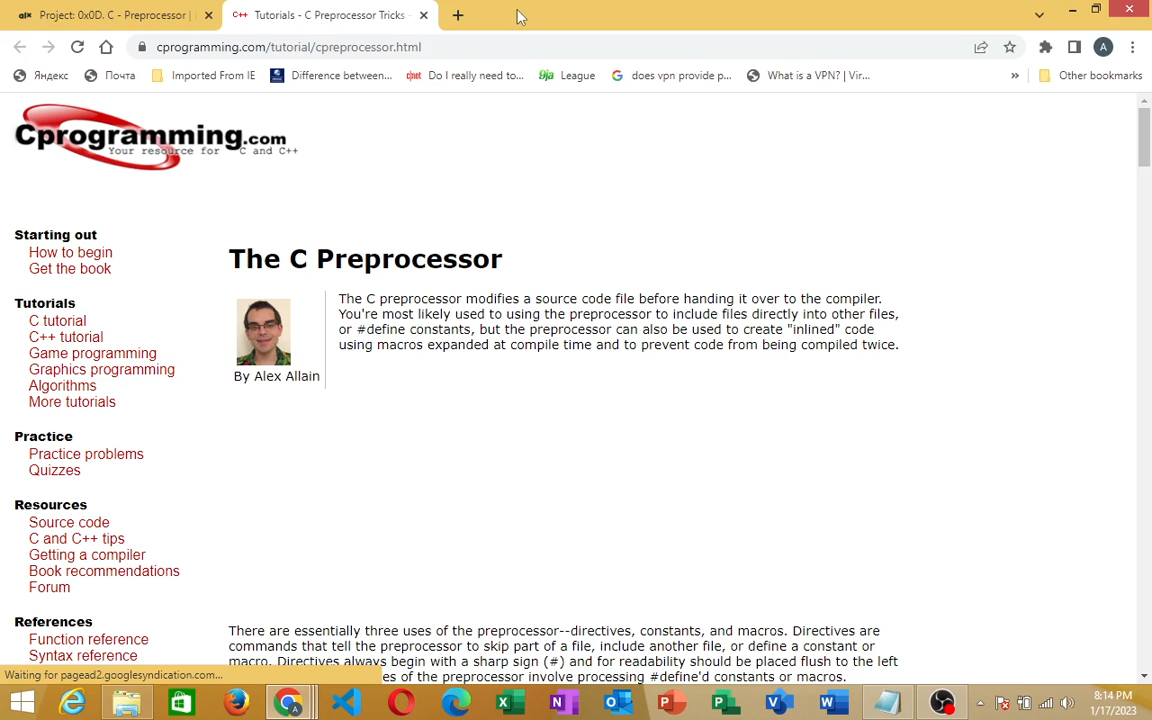 Project: 0x0D. C - Preprocessor |
Tutorials - C Preprocessor Tricks
cprogramming.com/tutorial/cpreprocessor.html
A
Яндекс
Почта
Imported From IE
Difference between...
cnet Do I really need to...
9ja League
G does vpn provide p...
What is a VPN? | Vir...
»
Other bookmarks
Cprogramming.com
Your resource for C and C++
Starting out
How to begin
Get the book
Tutorials
C tutorial
C++ tutorial
Game programming
Graphics programming
Algorithms
More tutorials
Practice
Practice problems
Quizzes
Resources
Source code
C and C++ tips
Getting a compiler
Book recommendations
Forum
References
Function reference
Syntax reference
The C Preprocessor
By Alex Allain
The C preprocessor modifies a source code file before handing it over to the compiler.
You're most likely used to using the preprocessor to include files directly into other files,
or #define constants, but the preprocessor can also be used to create "inlined" code
using macros expanded at compile time and to prevent code from being compiled twice.
There are essentially three uses of the preprocessor--directives, constants, and macros. Directives are
commands that tell the preprocessor to skip part of a file, include another file, or define a constant or
macro. Directives always begin with a sharp sign (#) and for readability should be placed flush to the left
es of the preprocessor involve processing #define'd constants or macros.
Waiting for pagead2.googlesyndication.com...
8:14 PM
1/17/2023